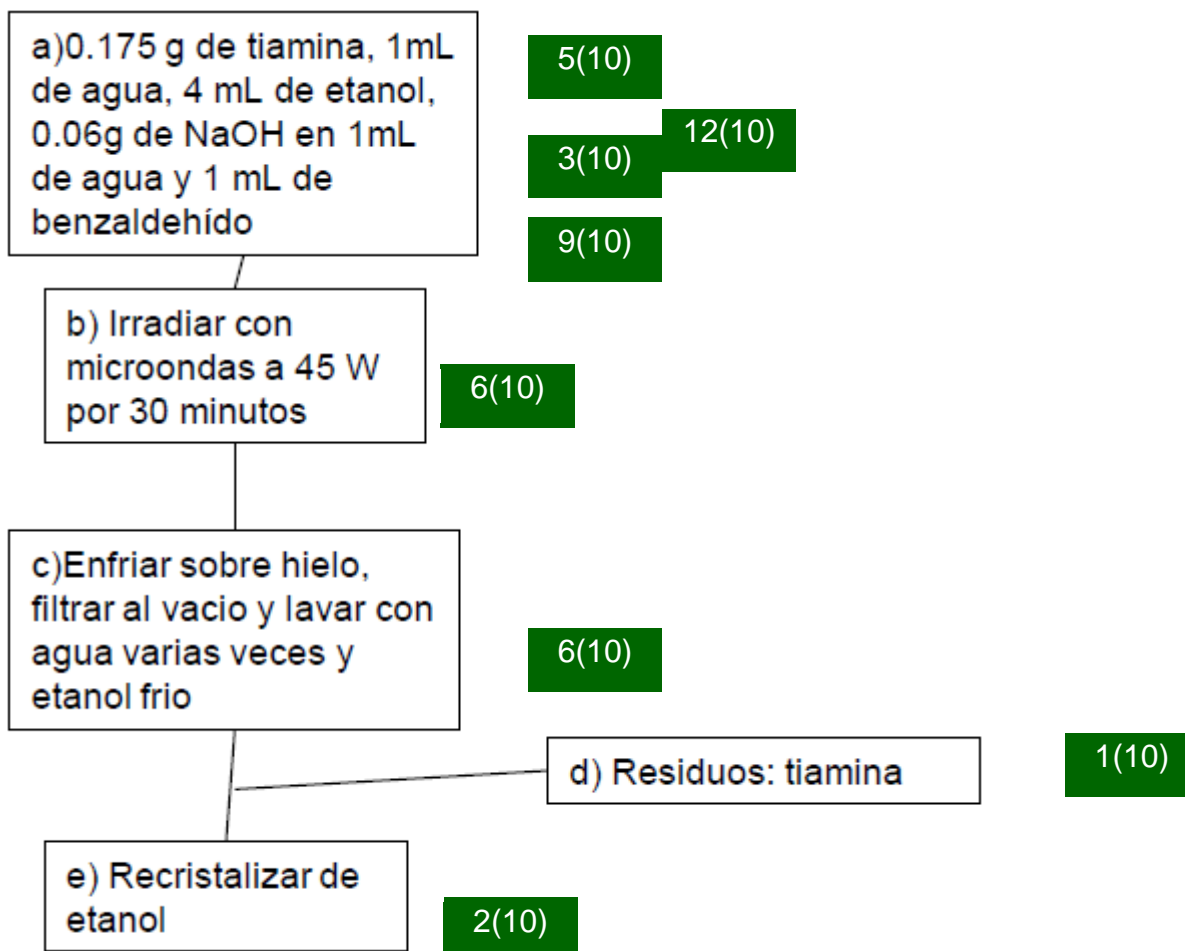 a)0.175 g de tiamina, 1mL
de agua, 4 mL de etanol,
0.06g de NaOH en 1mL
de agua y 1 mL de
benzaldehído
5(10)
12(10)
3(10)
9(10)
b) Irradiar con
microondas a 45 W
por 30 minutos
6(10)
c)Enfriar sobre hielo,
filtrar al vacio y lavar con
agua varias veces y
etanol frio
6(10)
d) Residuos: tiamina
1(10)
e) Recristalizar de
etanol
2(10)